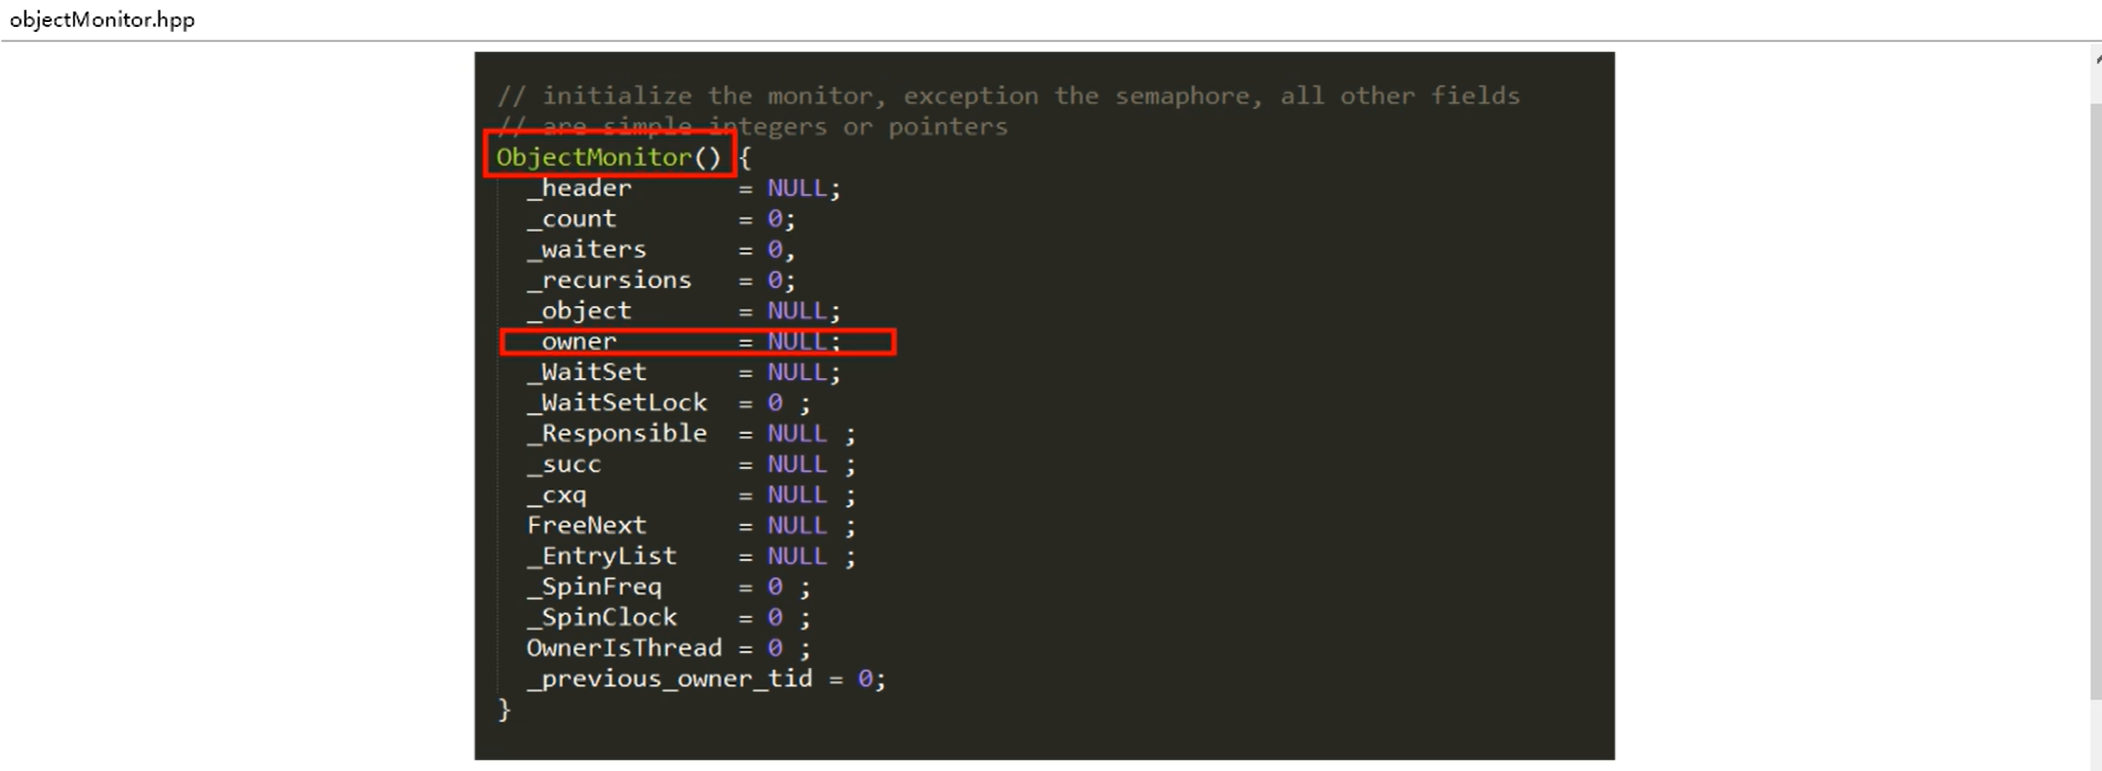 objectMonitor.hpp
// initialize the monitor, exception the semaphore, all other fields
// are simple integers or pointers
ObjectMonitor() {
_header = NULL;
_count = 0;
_waiters = 0,
_recursions = 0;
_object = NULL;
_owner = NULL;
_WaitSet = NULL;
_WaitSetLock = 0 ;
_Responsible = NULL ;
_succ = NULL ;
_cxq = NULL ;
FreeNext = NULL ;
_EntryList = NULL ;
_SpinFreq = 0 ;
_SpinClock = 0 ;
OwnerIsThread = 0 ;
_previous_owner_tid = 0;
}